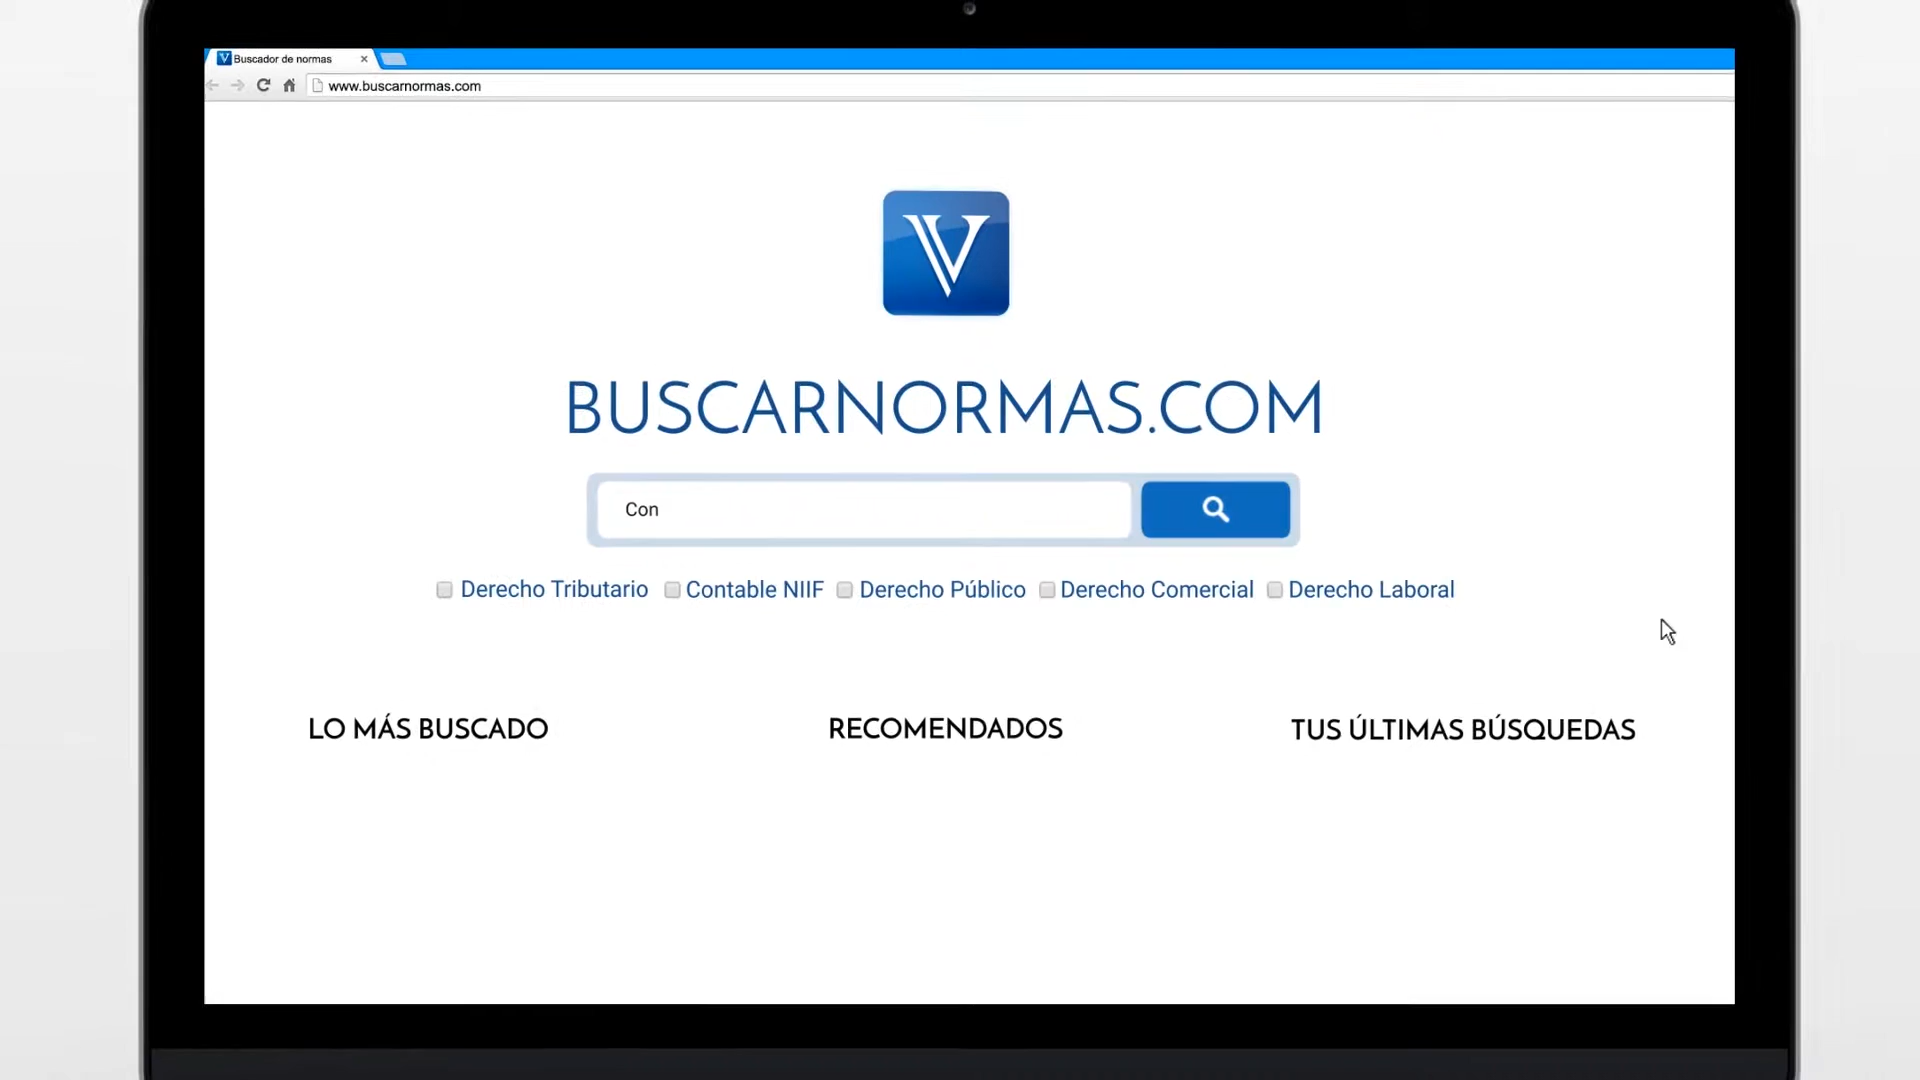 Buscador de normas
www.buscarnormas.com
V
BUSCARNORMAS.COM
Con
Derecho Tributario Contable NIIF Derecho Público Derecho Comercial Derecho Laboral
LO MÁS BUSCADO RECOMENDADOS TUS ÚLTIMAS BÚSQUEDAS